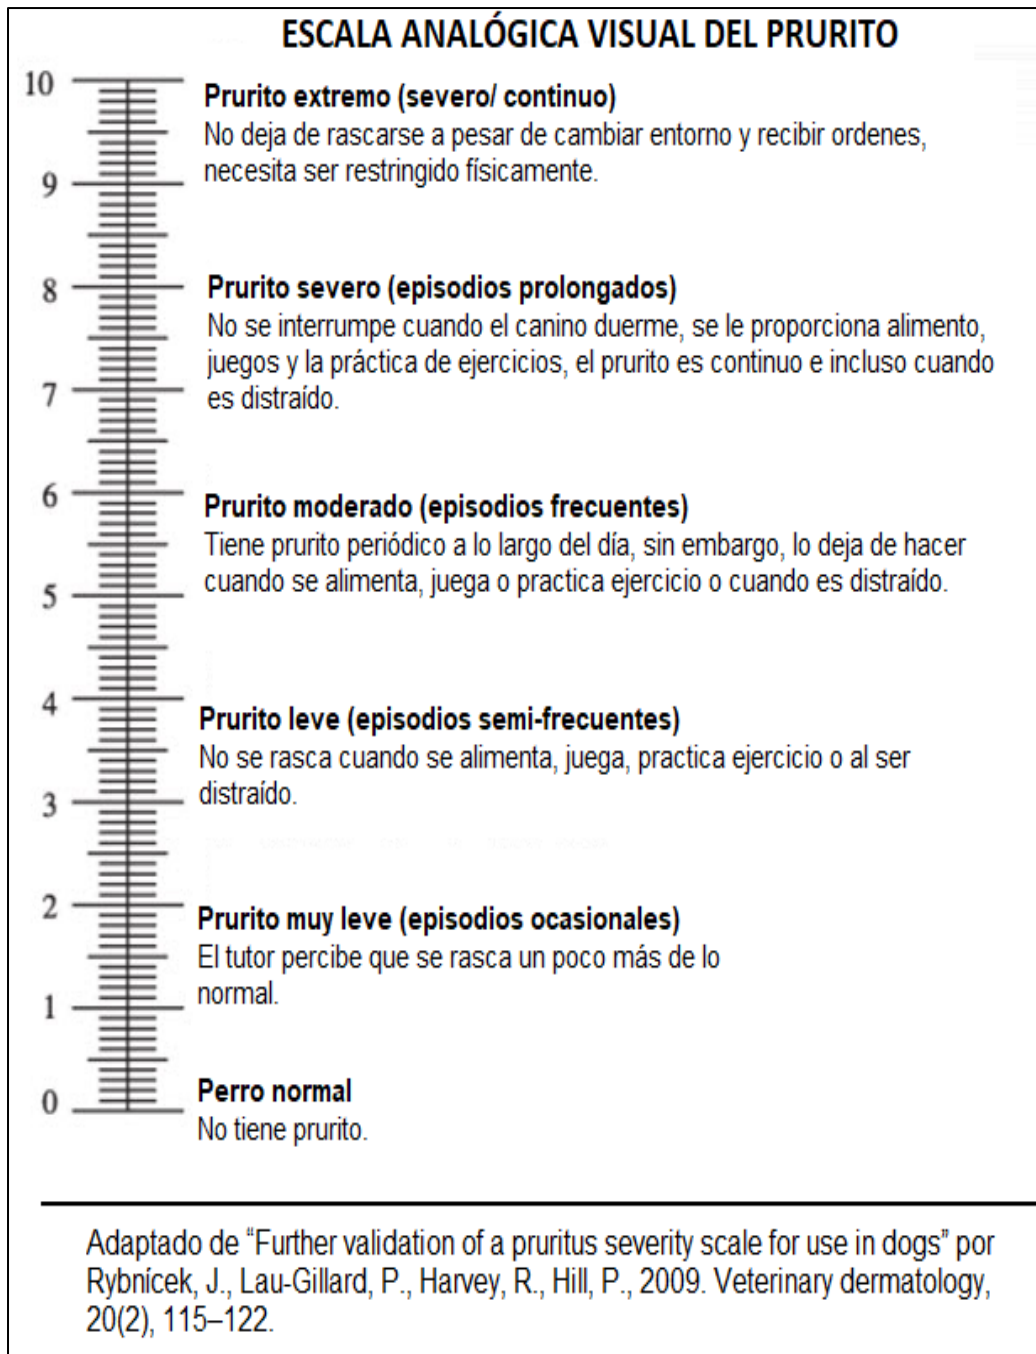 ESCALA ANALÓGICA VISUAL DEL PRURITO
10
Prurito extremo (severo/ continuo)
No deja de rascarse a pesar de cambiar entorno y recibir ordenes,
necesita ser restringido físicamente.
9
8
Prurito severo (episodios prolongados)
No se interrumpe cuando el canino duerme, se le proporciona alimento,
juegos y la práctica de ejercicios, el prurito es continuo e incluso cuando
es distraído.
7
6
Prurito moderado (episodios frecuentes)
Tiene prurito periódico a lo largo del día, sin embargo, lo deja de hacer
cuando se alimenta, juega o practica ejercicio o cuando es distraído.
5
4
Prurito leve (episodios semi-frecuentes)
No se rasca cuando se alimenta, juega, practica ejercicio o al ser
distraído.
3
2
Prurito muy leve (episodios ocasionales)
El tutor percibe que se rasca un poco más de lo
normal.
1
Perro normal
0
No tiene prurito.
Adaptado de “Further validation of a pruritus severity scale for use in dogs” por
Rybnícek, J., Lau-Gillard, P., Harvey, R., Hill, P., 2009. Veterinary dermatology,
20(2), 115–122.